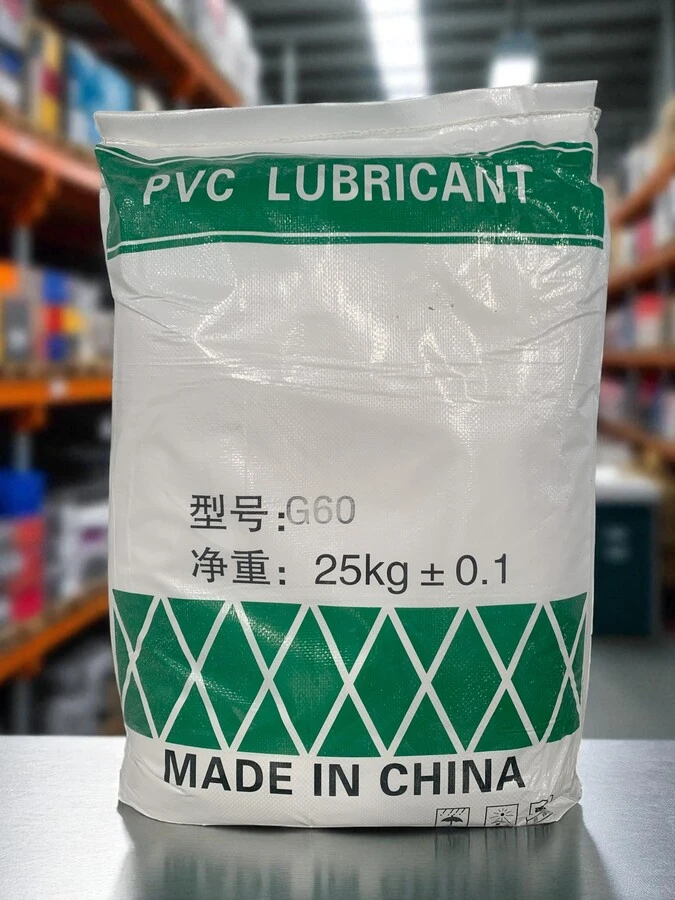 PVC LUBRICANT
型号:G60
净重：25kg±0.1
MADE IN CHINA